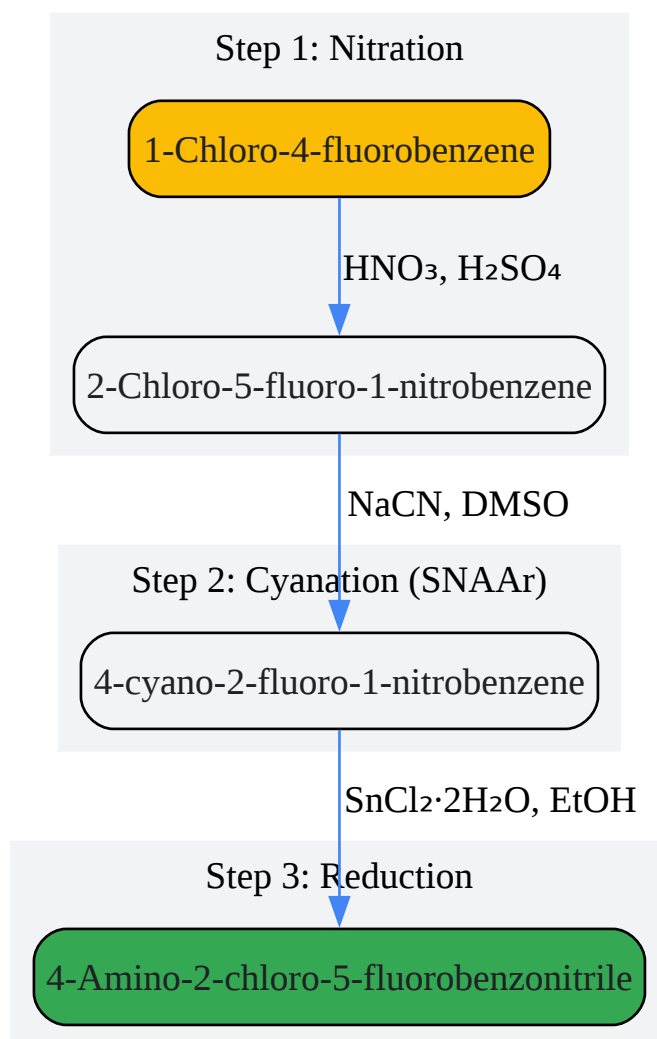 Step 1: Nitration
1-Chloro-4-fluorobenzene
HNO₃, H₂SO₄
2-Chloro-5-fluoro-1-nitrobenzene
NaCN, DMSO
Step 2: Cyanation (SNAAr)
4-cyano-2-fluoro-1-nitrobenzene
SnCl₂·2H₂O, EtOH
Step 3: Reduction
4-Amino-2-chloro-5-fluorobenzonitrile